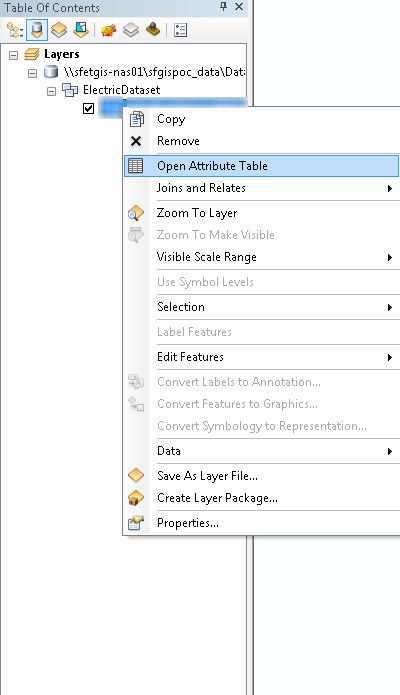 Table Of Contents
Layers
\\sfetgis-nas01\sfgispoc_data\Data
ElectricDataset
Copy
Remove
Open Attribute Table
Joins and Relates
Zoom To Layer
Zoom To Make Visible
Visible Scale Range
Use Symbol Levels
Selection
Label Features
Edit Features
Convert Labels to Annotation...
Convert Features to Graphics...
Convert Symbology to Representation...
Data
Save As Layer File...
Create Layer Package...
Properties...